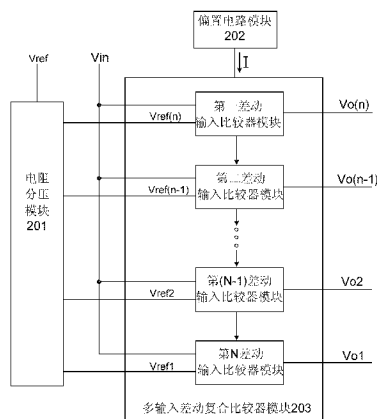 偏置电路模块
202
Vref
Vin
I
第一差动
输入比较器模块
Vref(n)
Vo(n)
电阻
分压
模块
201
第二差动
输入比较器模块
Vref(n-1)
Vo(n-1)
第(N-1)差动
输入比较器模块
Vref2
Vo2
第N差动
输入比较器模块
Vref1
Vo1
多输入差动复合比较器模块203